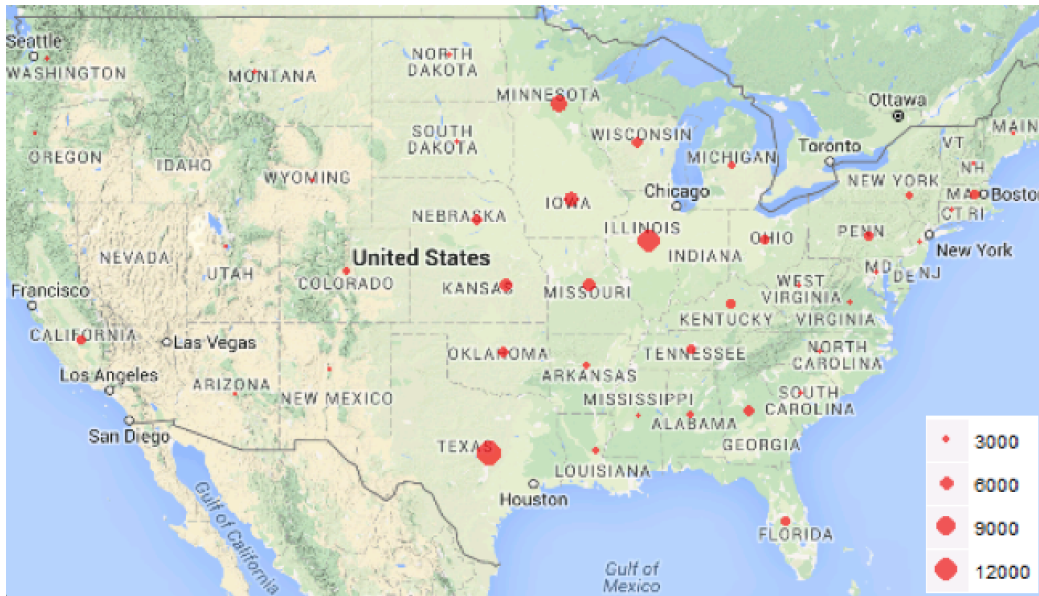 Seattle
WASHINGTON
MONTANA
NORTH
DAKOTA
MINNESOTA
Ottawa
MAIN
OREGON
IDAHO
WYOMING
SOUTH
DAKOTA
WISCONSIN
MICHIGAN
Toronto
VT
NH
NEW YORK
MA
Boston
CT RI
Chicago
IOWA
NEBRASKA
NEVADA
UTAH
COLORADO
United States
KANSAS
MISSOURI
ILLINOIS
INDIANA
OHIO
PENN
New York
MD
DE
NJ
WEST
VIRGINIA
VIRGINIA
KENTUCKY
Francisco
CALIFORNIA
Las Vegas
Los Angeles
San Diego
ARIZONA
NEW MEXICO
OKLAHOMA
ARKANSAS
TENNESSEE
NORTH
CAROLINA
MISSISSIPPI
ALABAMA
SOUTH
CAROLINA
GEORGIA
TEXAS
LOUISIANA
Houston
FLORIDA
Gulf of
California
Gulf of
Mexico
3000
6000
9000
12000